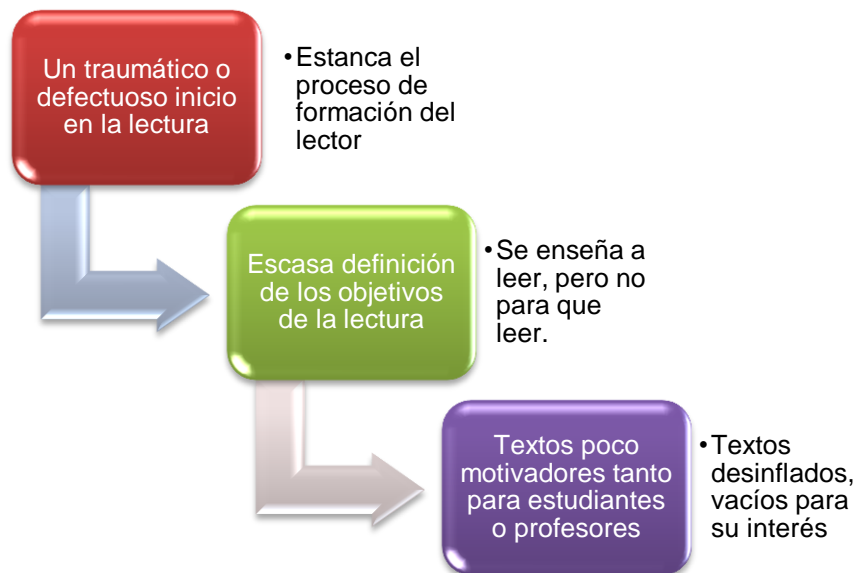 Un traumático o
defectuoso inicio
en la lectura
•Estanca el
proceso de
formación del
lector
Escasa definición
de los objetivos
de la lectura
•Se enseña a
leer, pero no
para que
leer.
Textos poco
motivadores tanto
para estudiantes
o profesores
•Textos
desinflados,
vacíos para
su interés